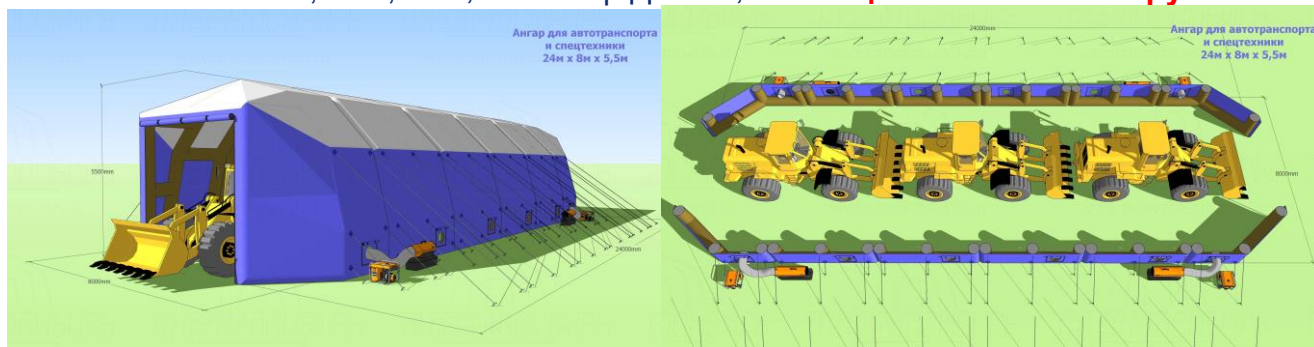 Ангар для автотранспорта
и спецтехники
24м х 8м х 5,5м
5500mm
8000mm
24000mm
24000mm
Ангар для автотранспорта
и спецтехники
24м х 8м х 5,5м
8000mm